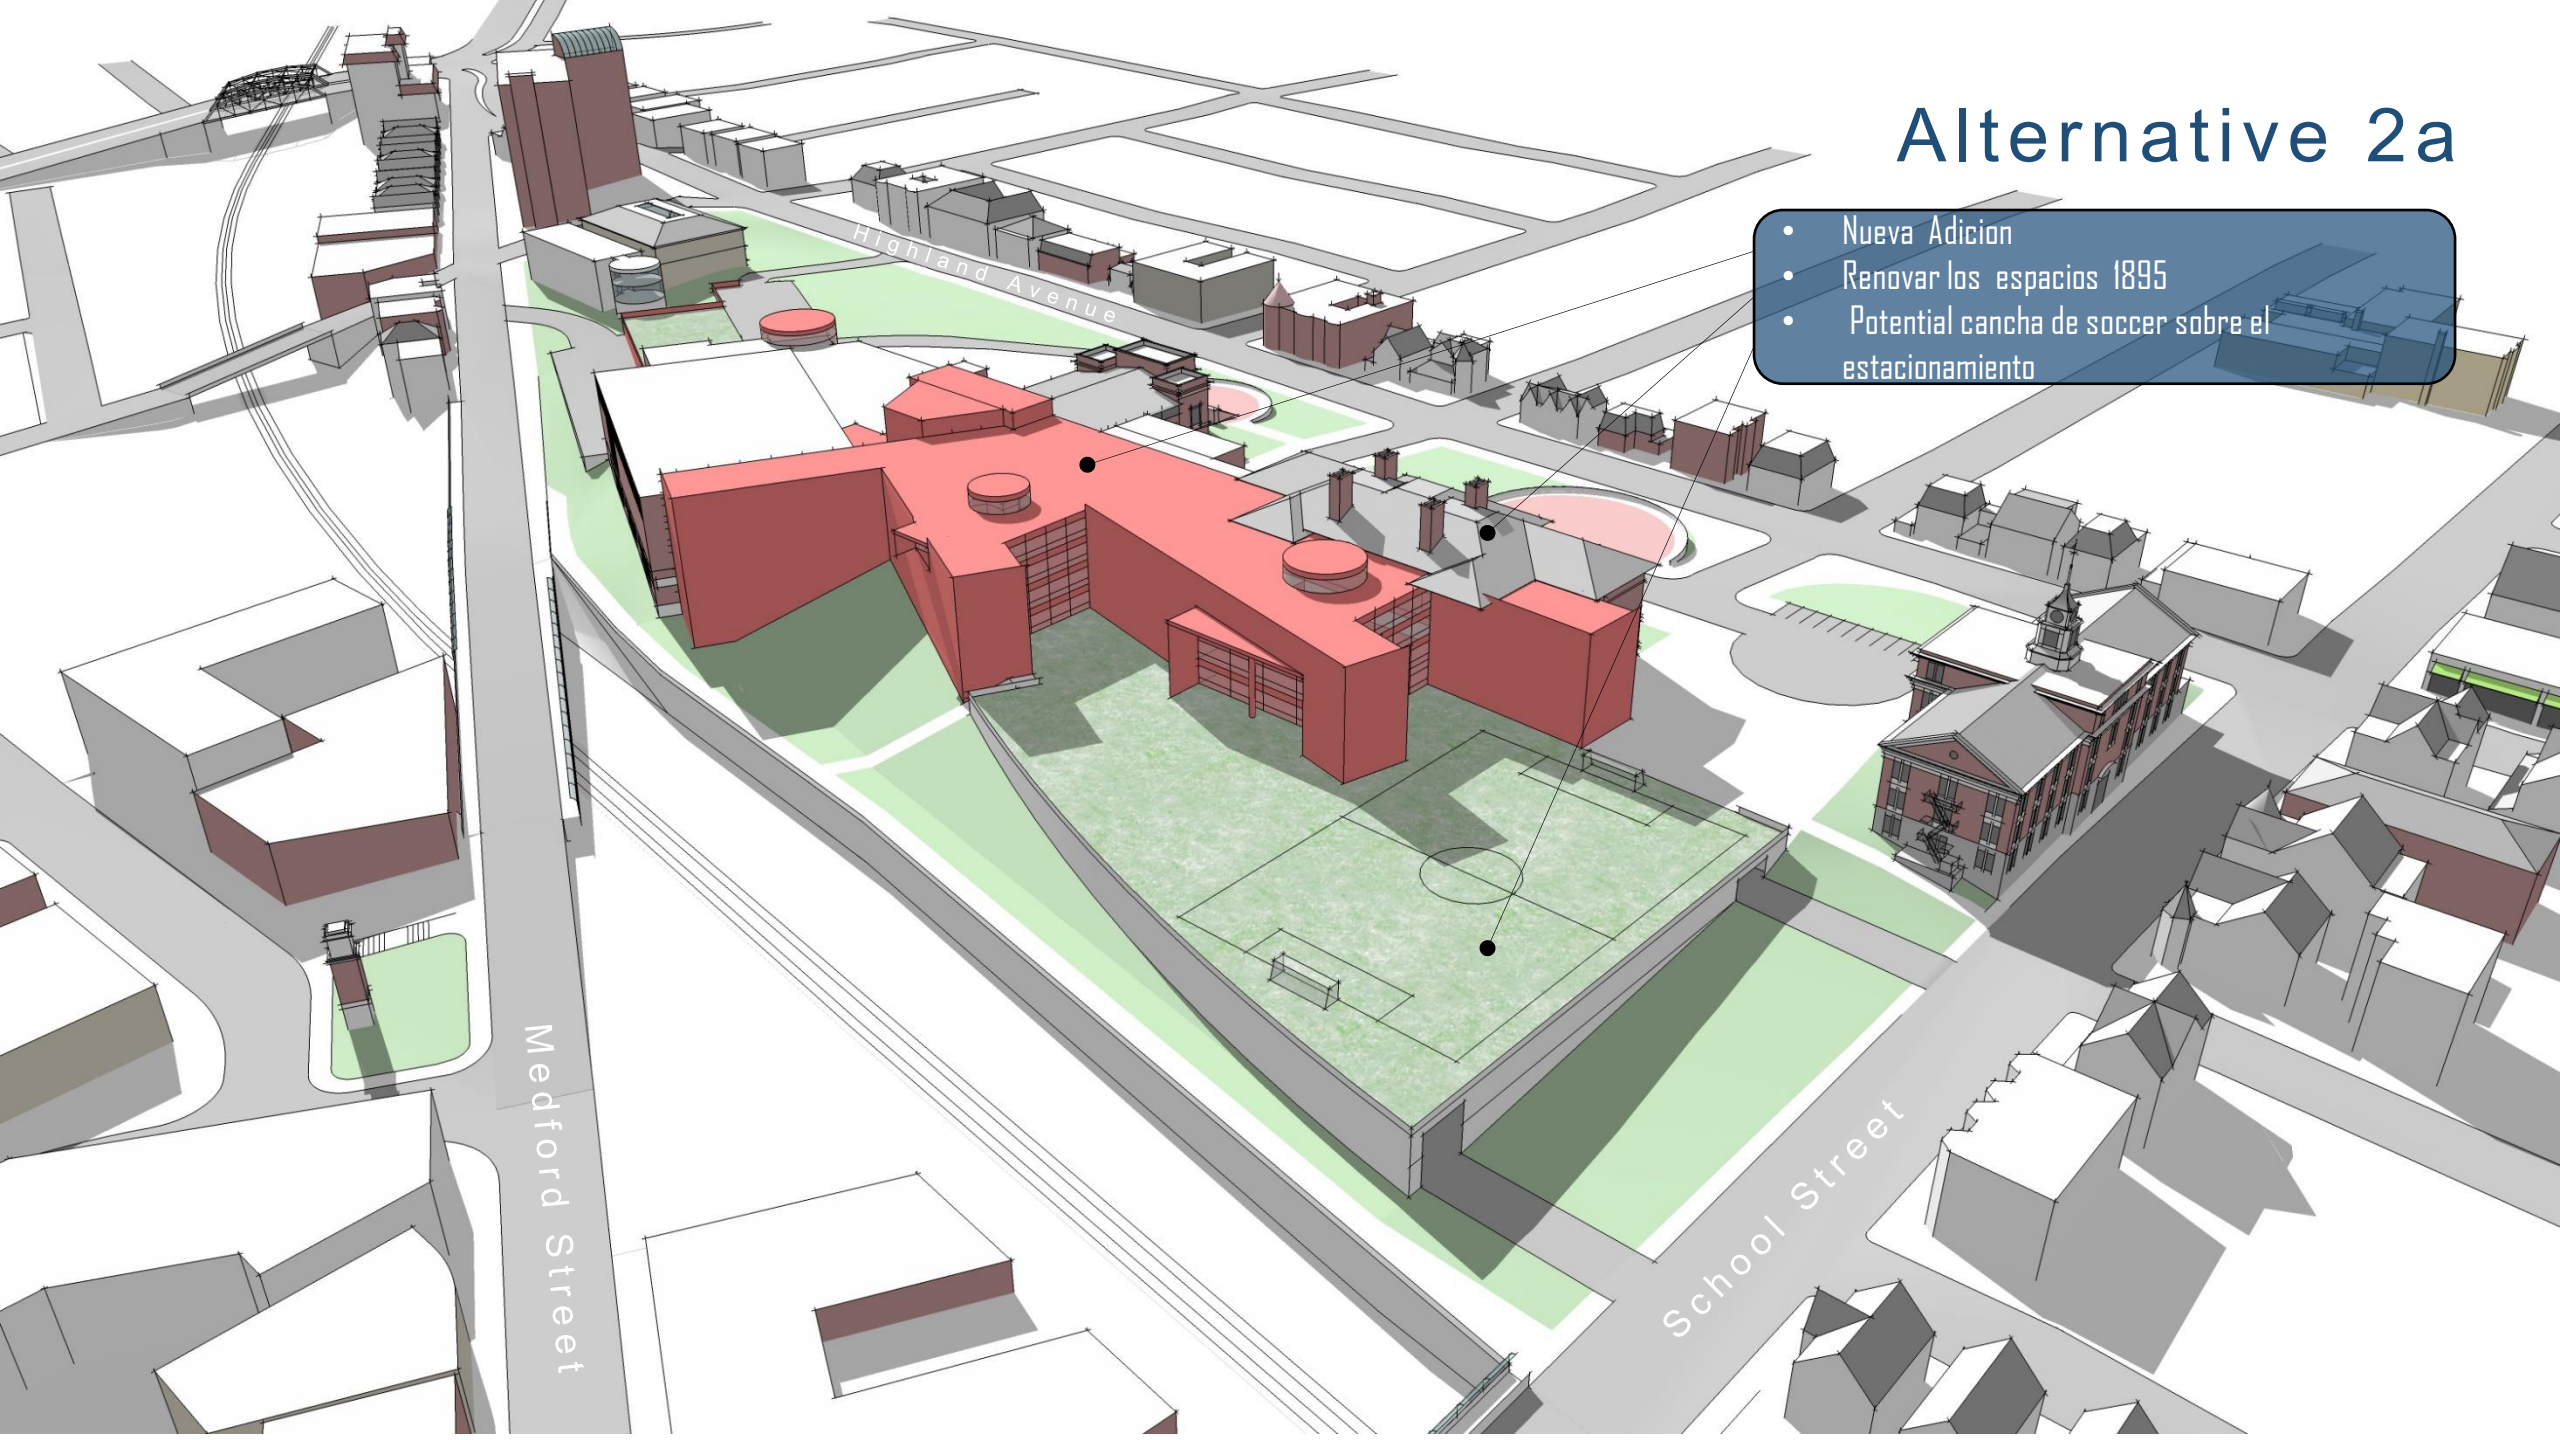 Alternative 2a
• Nueva Adicion
• Renovar los espacios 1895
• Potential cancha de soccer sobre el
estacionamiento
Highland Avenue
Medford Street
School Street